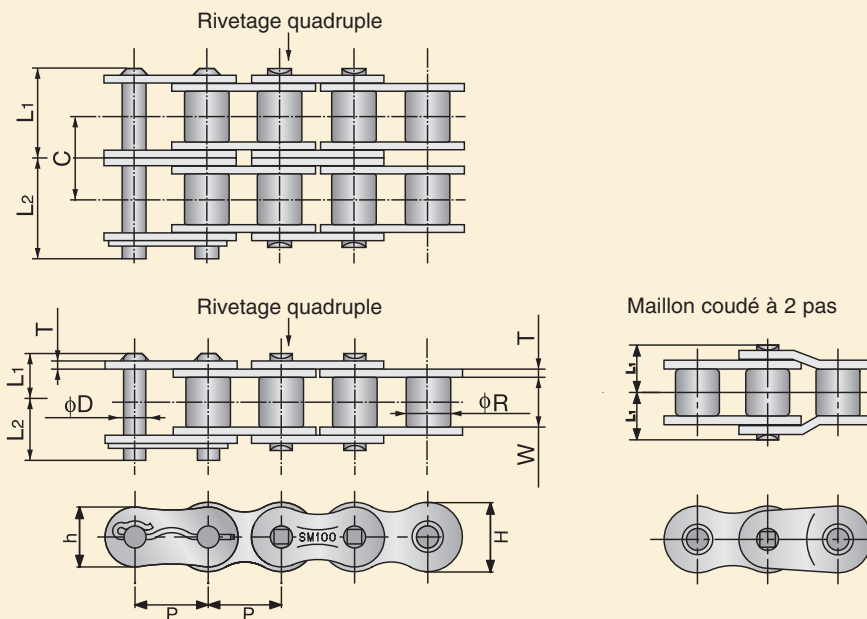 Rivetage quadruple
L1
C
L2
Rivetage quadruple
Maillon coudé à 2 pas
T
T
L1
L1
ϕD
ϕR
L2
L1
W
h
SM100
H
P
P